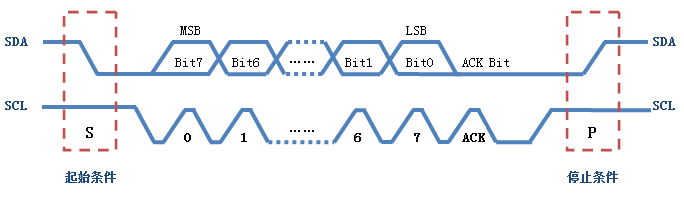 MSB LSB
SDA SDA
Bit7 Bit6 …… Bit1 Bit0 ACK Bit
SCL SCL
S 0 1 …… 6 7 ACK P
起始条件 停止条件